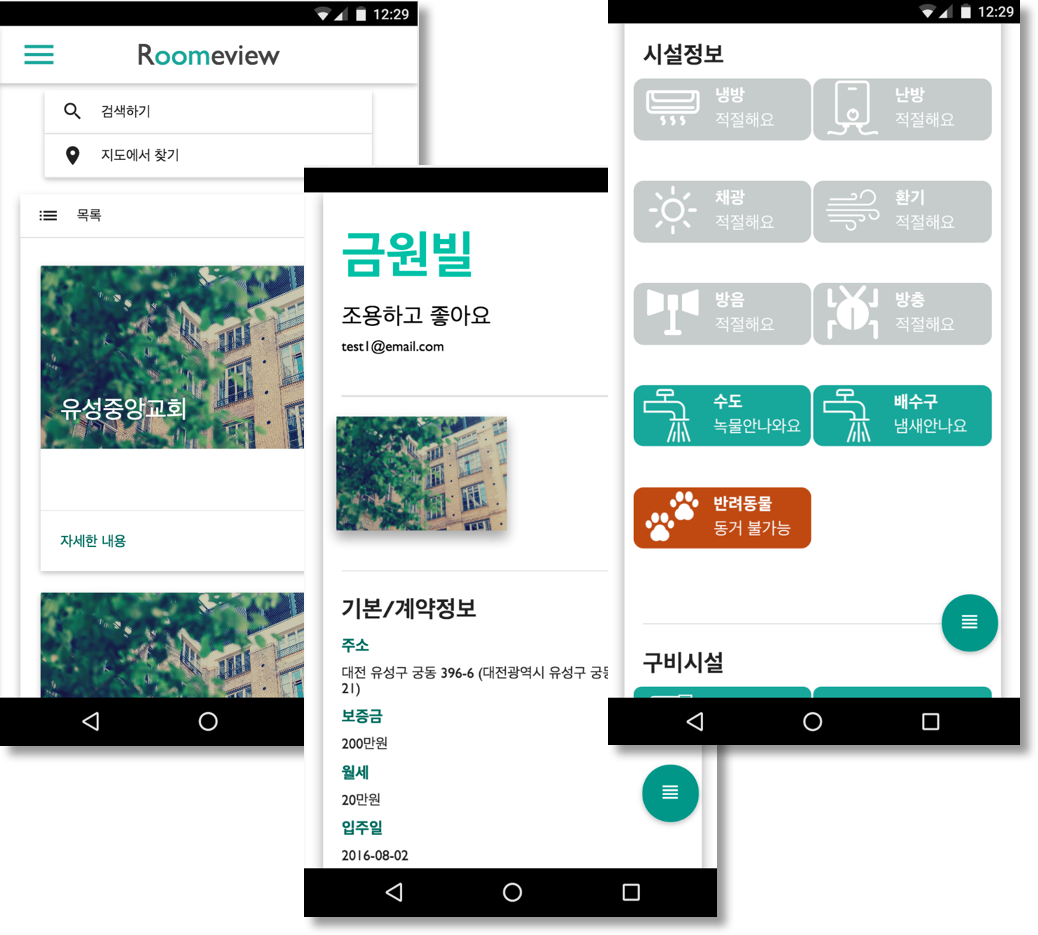 12:29
Roomeview
검색하기
지도에서 찾기
목록
유성중앙교회
자세한 내용
금원빌
조용하고 좋아요
test1@email.com
기본/계약정보
주소
대전 유성구 궁동 396-6 (대전광역시 유성구 궁동
21)
보증금
200만원
월세
20만원
입주일
2016-08-02
12:29
시설정보
냉방
적절해요
난방
적절해요
채광
적절해요
환기
적절해요
방음
적절해요
방충
적절해요
수도
녹물안나와요
배수구
냄새안나요
반려동물
동거 불가능
구비시설